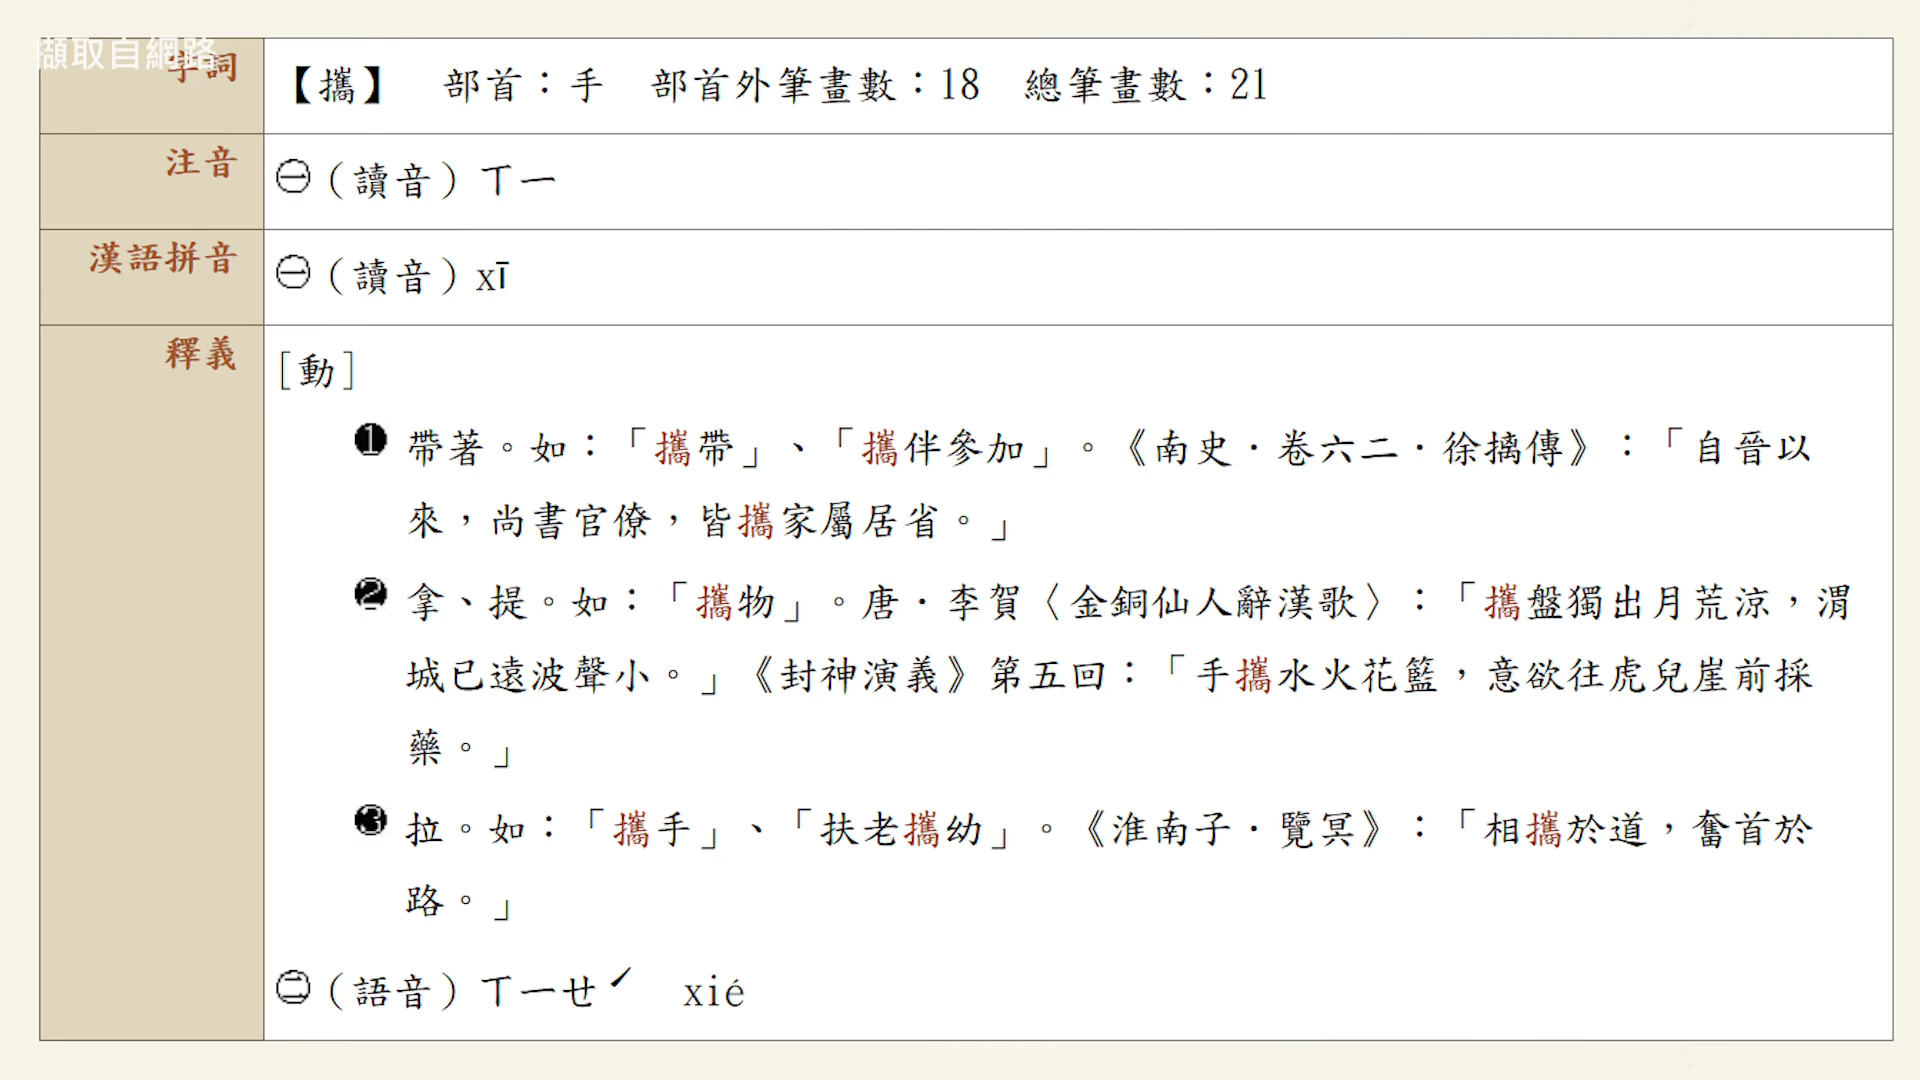 擷取自網路
字詞
【攜】 部首：手 部首外筆畫數：18 總筆畫數：21
注音
㊀（讀音）ㄒㄧ
漢語拼音
㊀（讀音）xī
釋義
[動]
❶ 帶著。如：「攜帶」、「攜伴參加」。《南史．卷六二．徐摛傳》：「自晉以
來，尚書官僚，皆攜家屬居省。」
❷ 拿、提。如：「攜物」。唐．李賀〈金銅仙人辭漢歌〉：「攜盤獨出月荒涼，渭
城已遠波聲小。」《封神演義》第五回：「手攜水火花籃，意欲往虎兒崖前採
藥。」
❸ 拉。如：「攜手」、「扶老攜幼」。《淮南子．覽冥》：「相攜於道，奮首於
路。」
㊁（語音）ㄒㄧㄝˊ xié